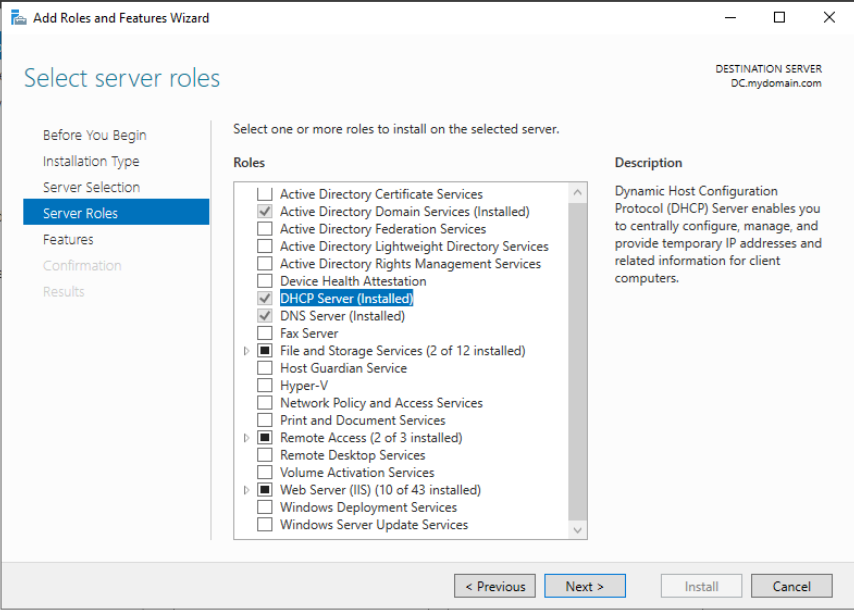 Add Roles and Features Wizard
Select server roles
DESTINATION SERVER
DC.mydomain.com
Before You Begin
Installation Type
Server Selection
Server Roles
Features
Confirmation
Results
Select one or more roles to install on the selected server.
Roles
Active Directory Certificate Services
Active Directory Domain Services (Installed)
Active Directory Federation Services
Active Directory Lightweight Directory Services
Active Directory Rights Management Services
Device Health Attestation
DHCP Server (Installed)
DNS Server (Installed)
Fax Server
File and Storage Services (2 of 12 installed)
Host Guardian Service
Hyper-V
Network Policy and Access Services
Print and Document Services
Remote Access (2 of 3 installed)
Remote Desktop Services
Volume Activation Services
Web Server (IIS) (10 of 43 installed)
Windows Deployment Services
Windows Server Update Services
Description
Dynamic Host Configuration
Protocol (DHCP) Server enables you
to centrally configure, manage, and
provide temporary IP addresses and
related information for client
computers.
< Previous
Next >
Install
Cancel